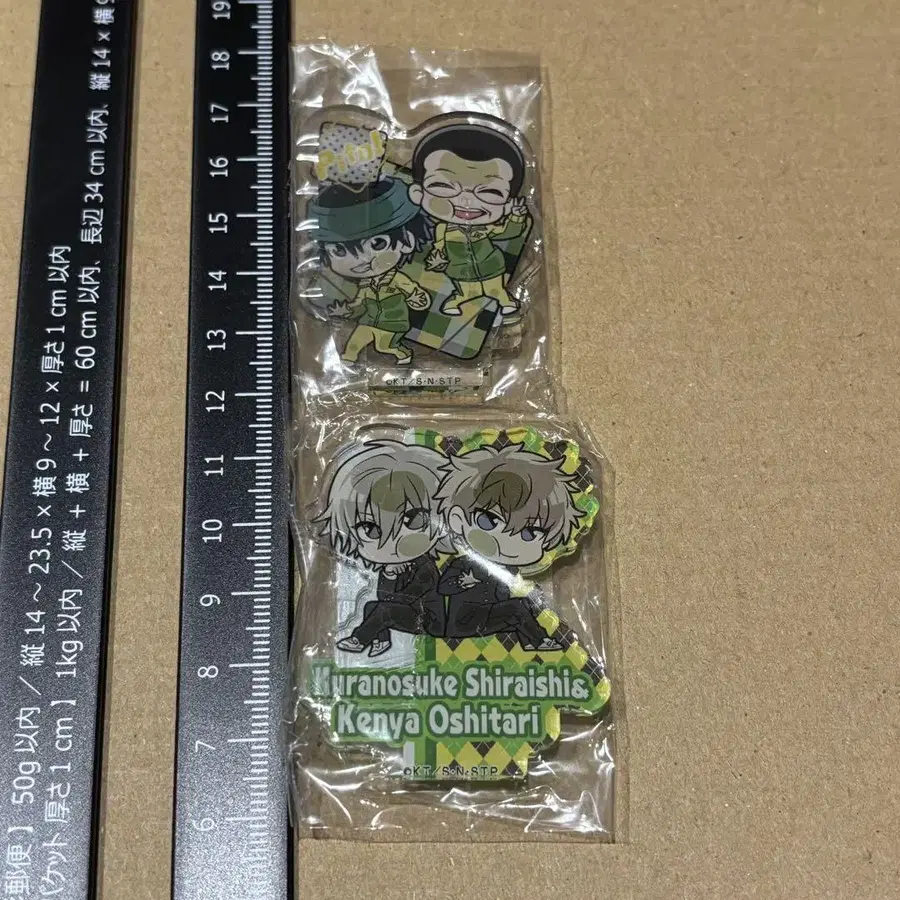 郵便】 50g 以内 ／ 縦 14 ～ 23.5 × 横 9 ～ 12 × 厚さ 1 cm 以内
ケット 厚さ 1 cm 】 1kg 以内 ／ 縦 + 横 + 厚さ = 60 cm 以内、長辺 34 cm 以内、縦 14 × 横 9
19
18
17
16
15
14
13
12
11
10
9
8
7
6
©KT/S·N·STP
Kuranosuke Shiraishi&
Kenya Oshitari
©KT/S·N·STP